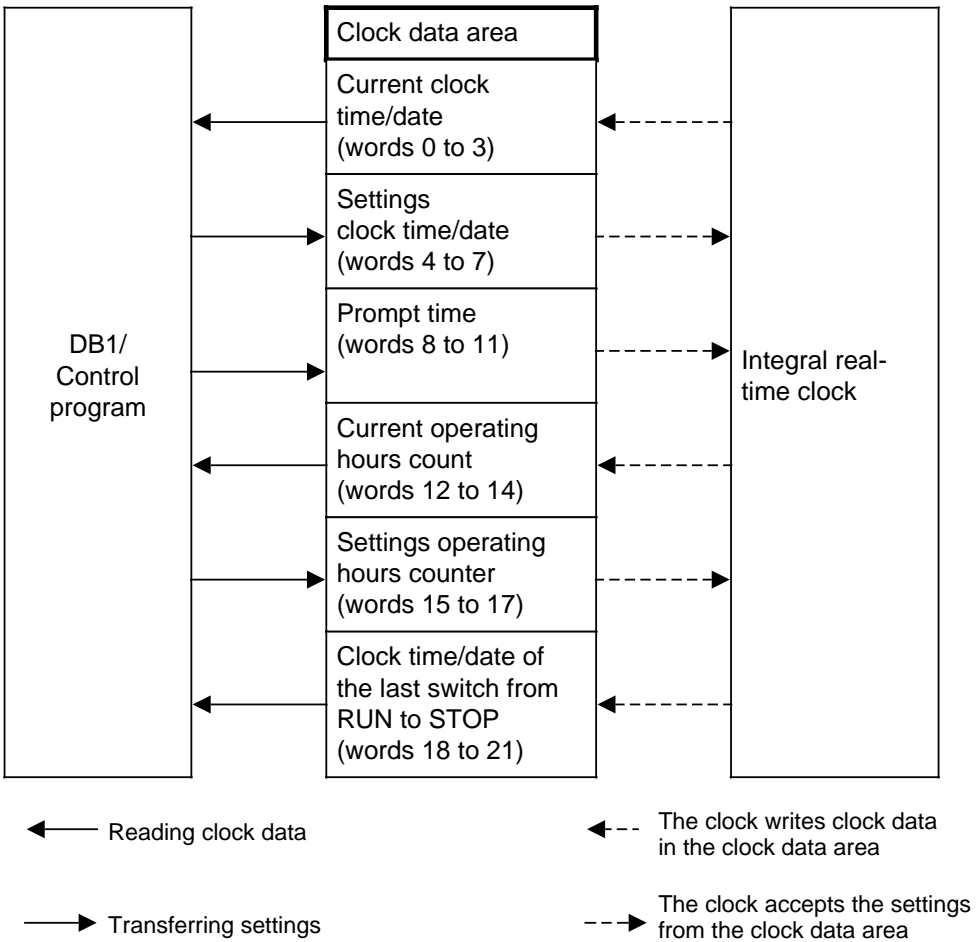 Clock data area
Current clock
time/date
(words 0 to 3)
Settings
clock time/date
(words 4 to 7)
Prompt time
(words 8 to 11)
DB1/
Control
program
Integral real-
time clock
Current operating
hours count
(words 12 to 14)
Settings operating
hours counter
(words 15 to 17)
Clock time/date of
the last switch from
RUN to STOP
(words 18 to 21)
Reading clock data
The clock writes clock data
in the clock data area
Transferring settings
The clock accepts the settings
from the clock data area